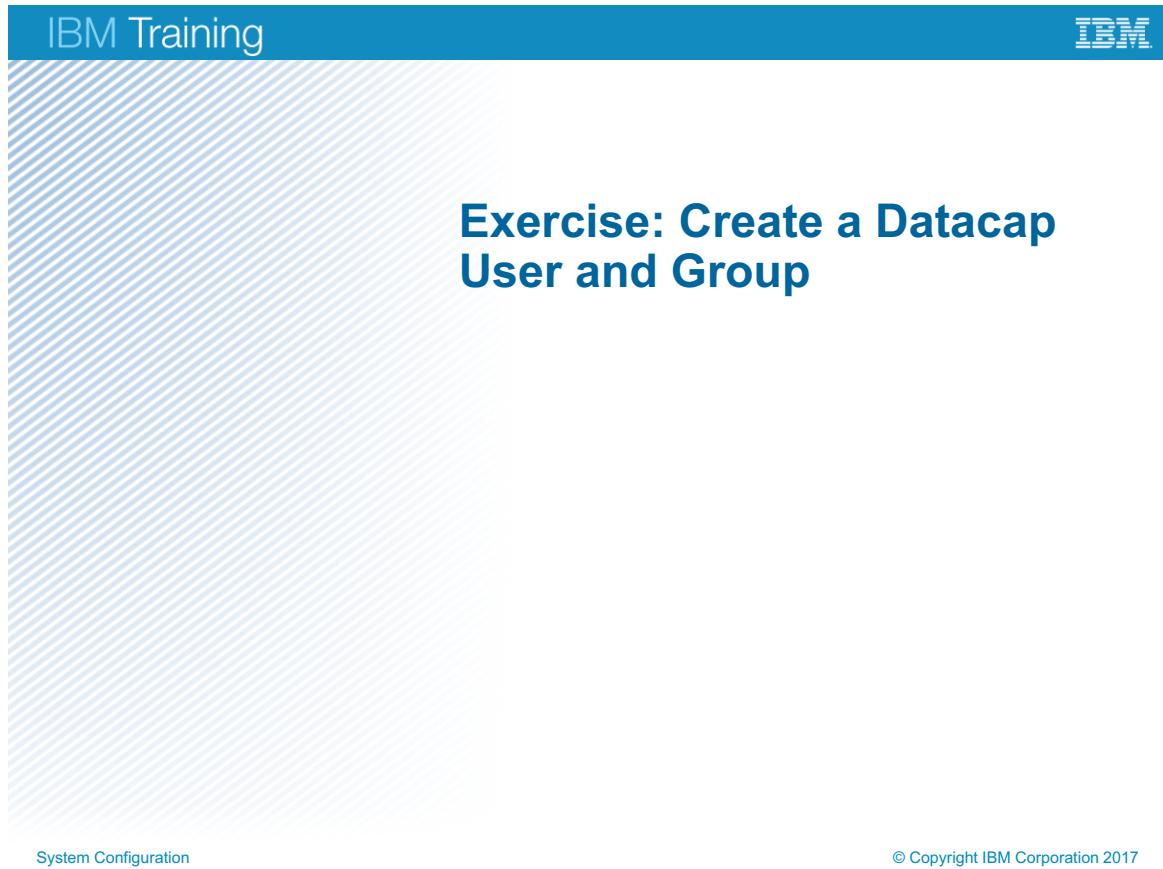 IBM Training
IBM
Exercise: Create a Datacap
User and Group
System Configuration
© Copyright IBM Corporation 2017